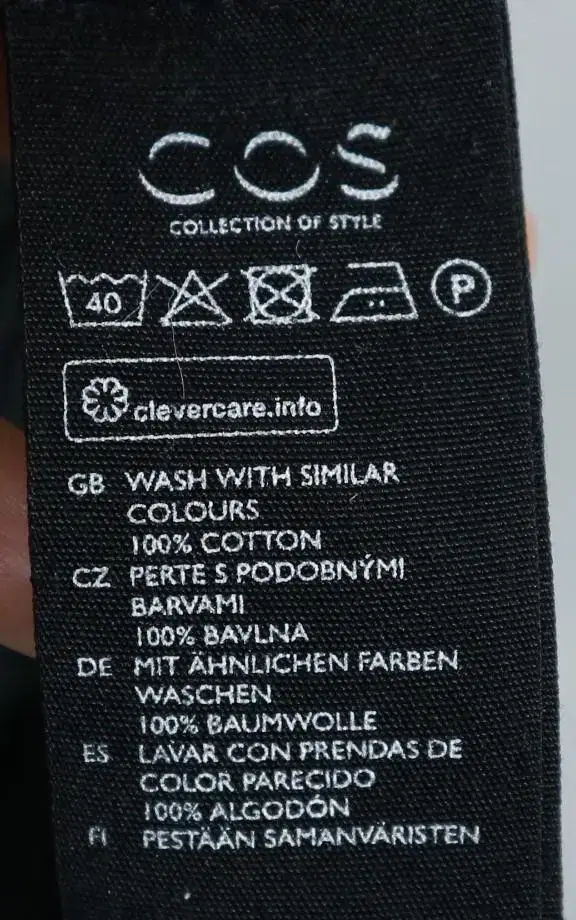 COS
COLLECTION OF STYLE
40 P
clevercare.info
GB WASH WITH SIMILAR
COLOURS
100% COTTON
CZ PERTE S PODOBNÝMI
BARVAMI
100% BAVLNA
DE MIT ÄHNLICHEN FARBEN
WASCHEN
100% BAUMWOLLE
ES LAVAR CON PRENDAS DE
COLOR PARECIDO
100% ALGODÓN
FI PESTÄÄN SAMANVÄRISTEN